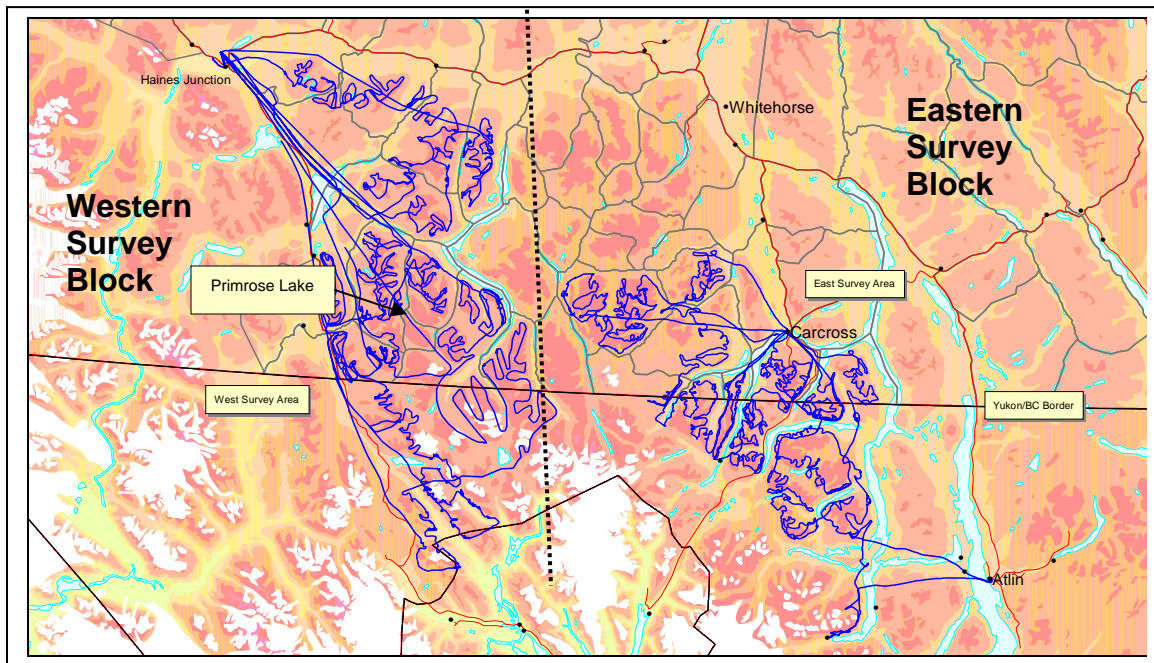 Haines Junction
Whitehorse
Eastern
Survey
Block
Western
Survey
Block
Primrose Lake
East Survey Area
Carcross
West Survey Area
Yukon/BC Border
Atlin